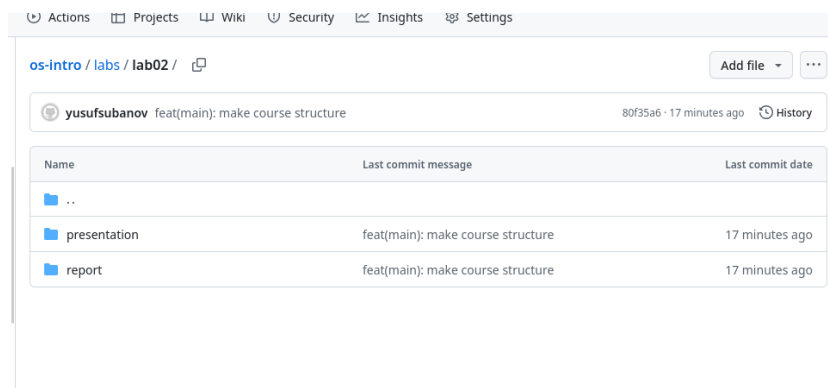 Actions Projects Wiki Security Insights Settings
os-intro / labs / lab02 /
Add file
yusufsubanov feat(main): make course structure 80f35a6 · 17 minutes ago History
Name Last commit message Last commit date
..
presentation feat(main): make course structure 17 minutes ago
report feat(main): make course structure 17 minutes ago